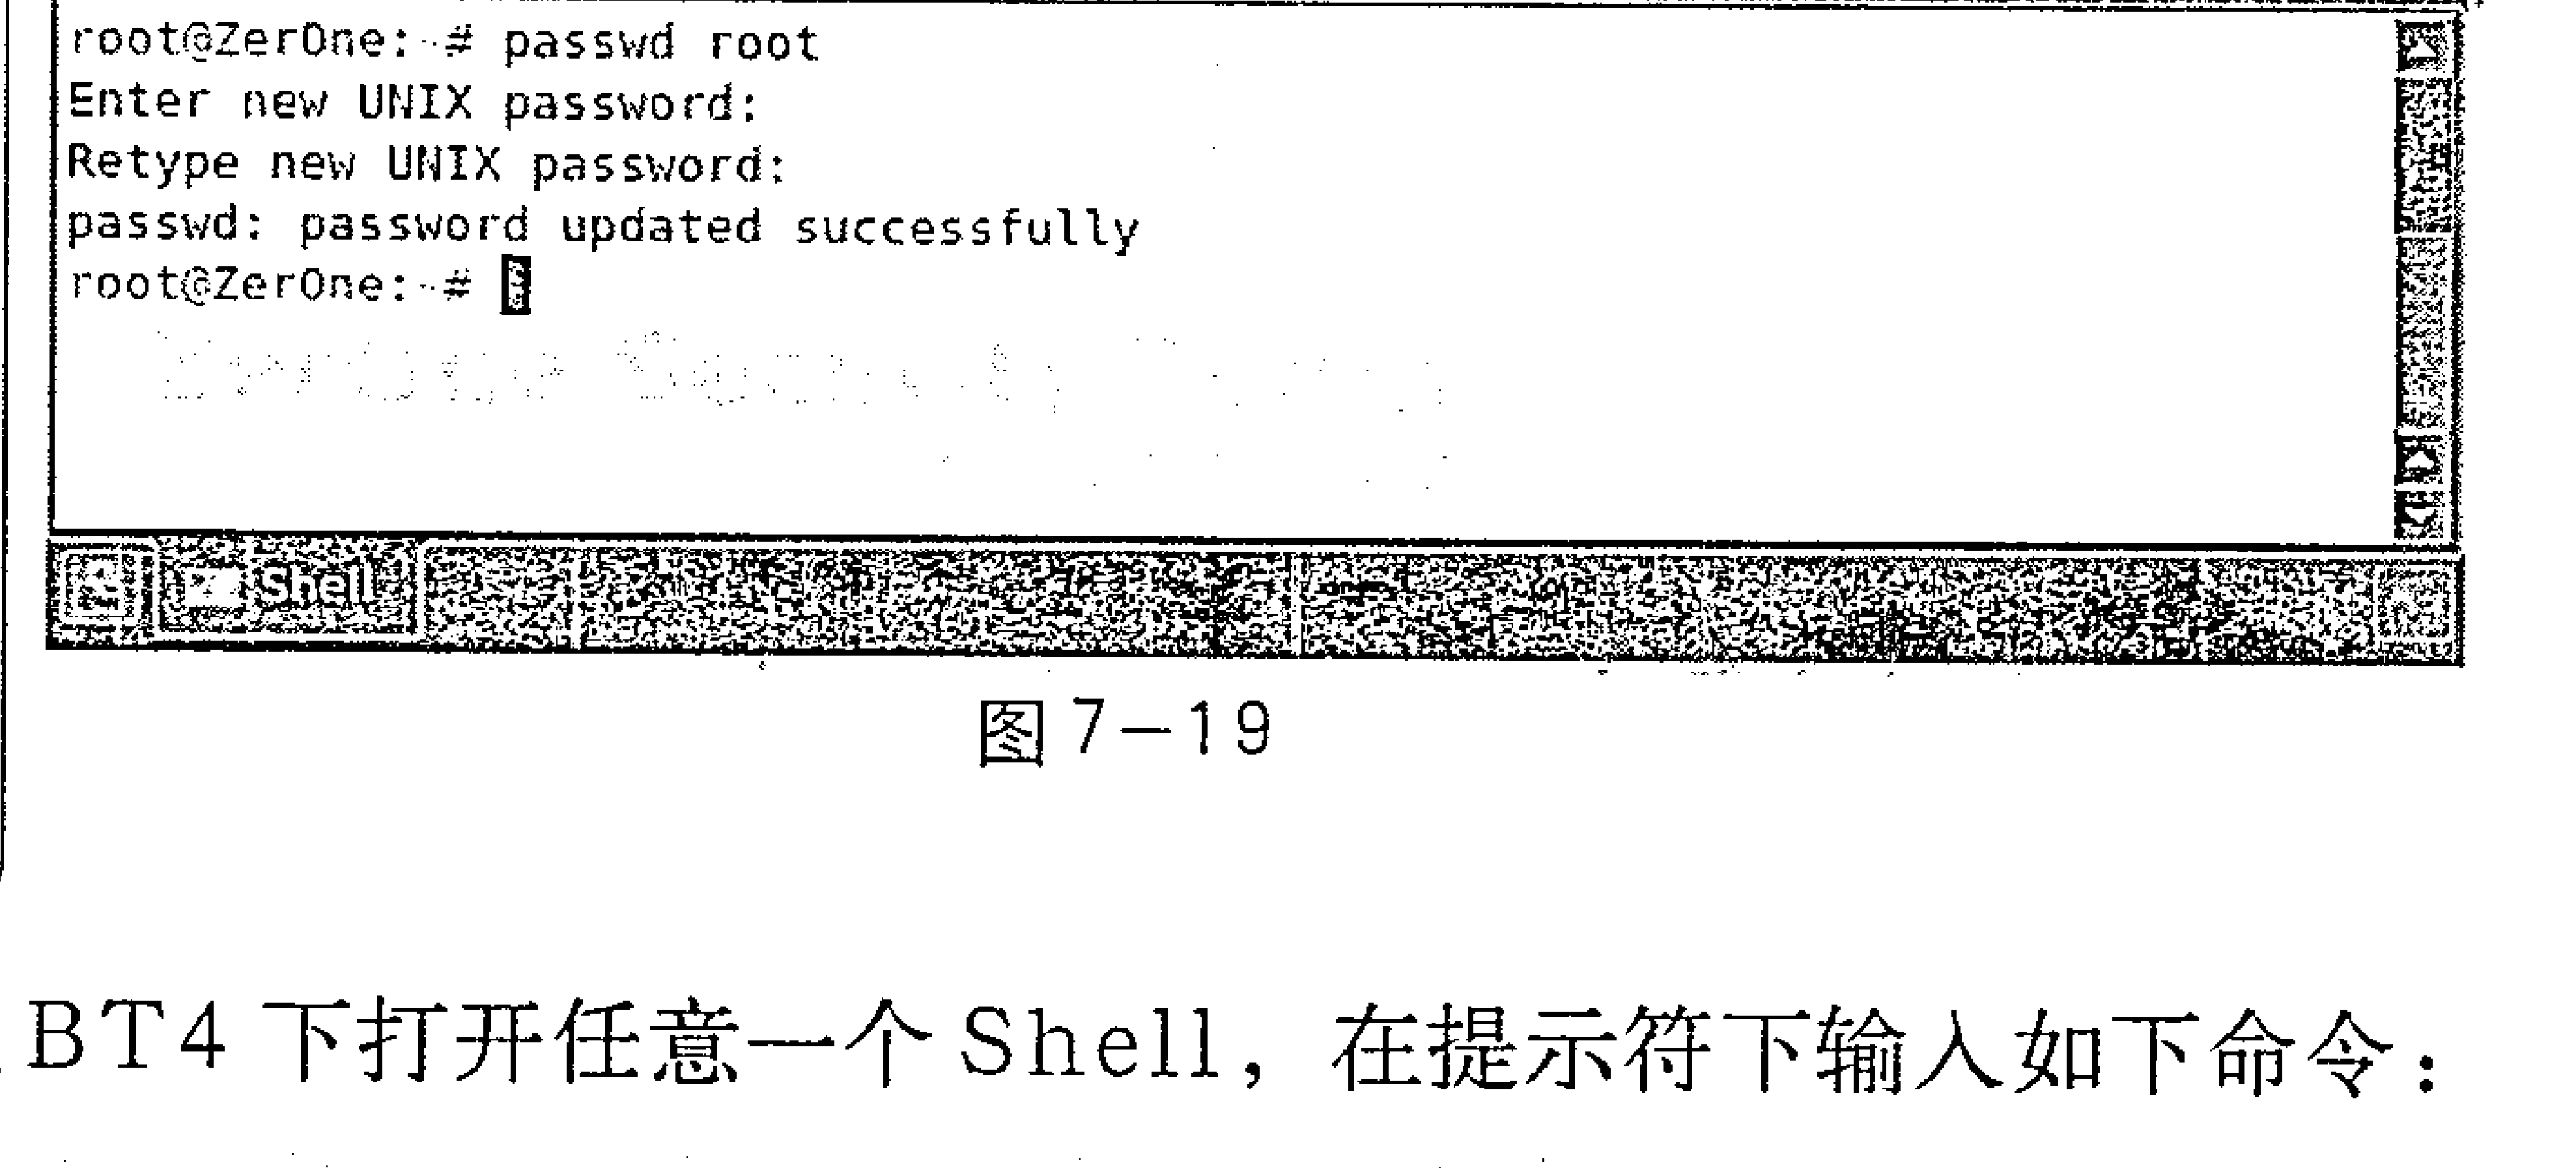 root@ZerOne:~# passwd root
Enter new UNIX password:
Retype new UNIX password:
passwd: password updated successfully
root@ZerOne:~#
Shell
图 7-19
BT4 下打开任意一个 Shell，在提示符下输入如下命令：